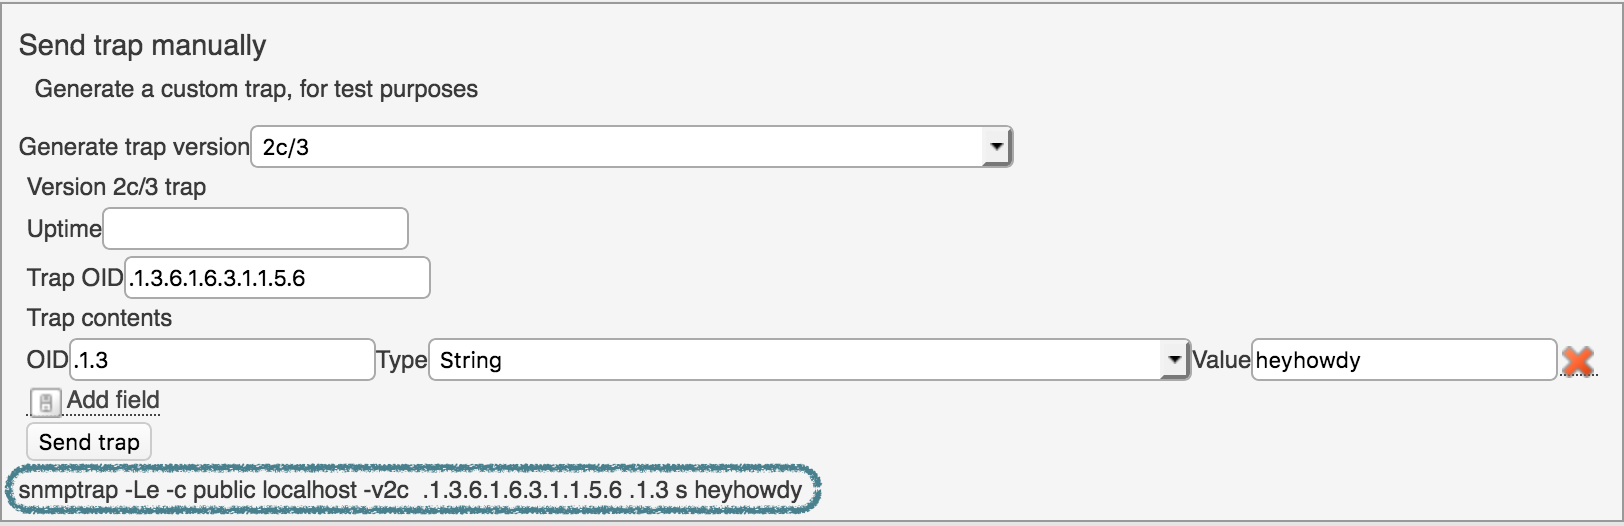 Send trap manually
Generate a custom trap, for test purposes
Generate trap version 2c/3
Version 2c/3 trap
Uptime
Trap OID .1.3.6.1.6.3.1.1.5.6
Trap contents
OID .1.3 Type String Value heyhowdy
Add field
Send trap
snmptrap -Le -c public localhost -v2c  .1.3.6.1.6.3.1.1.5.6 .1.3 s heyhowdy